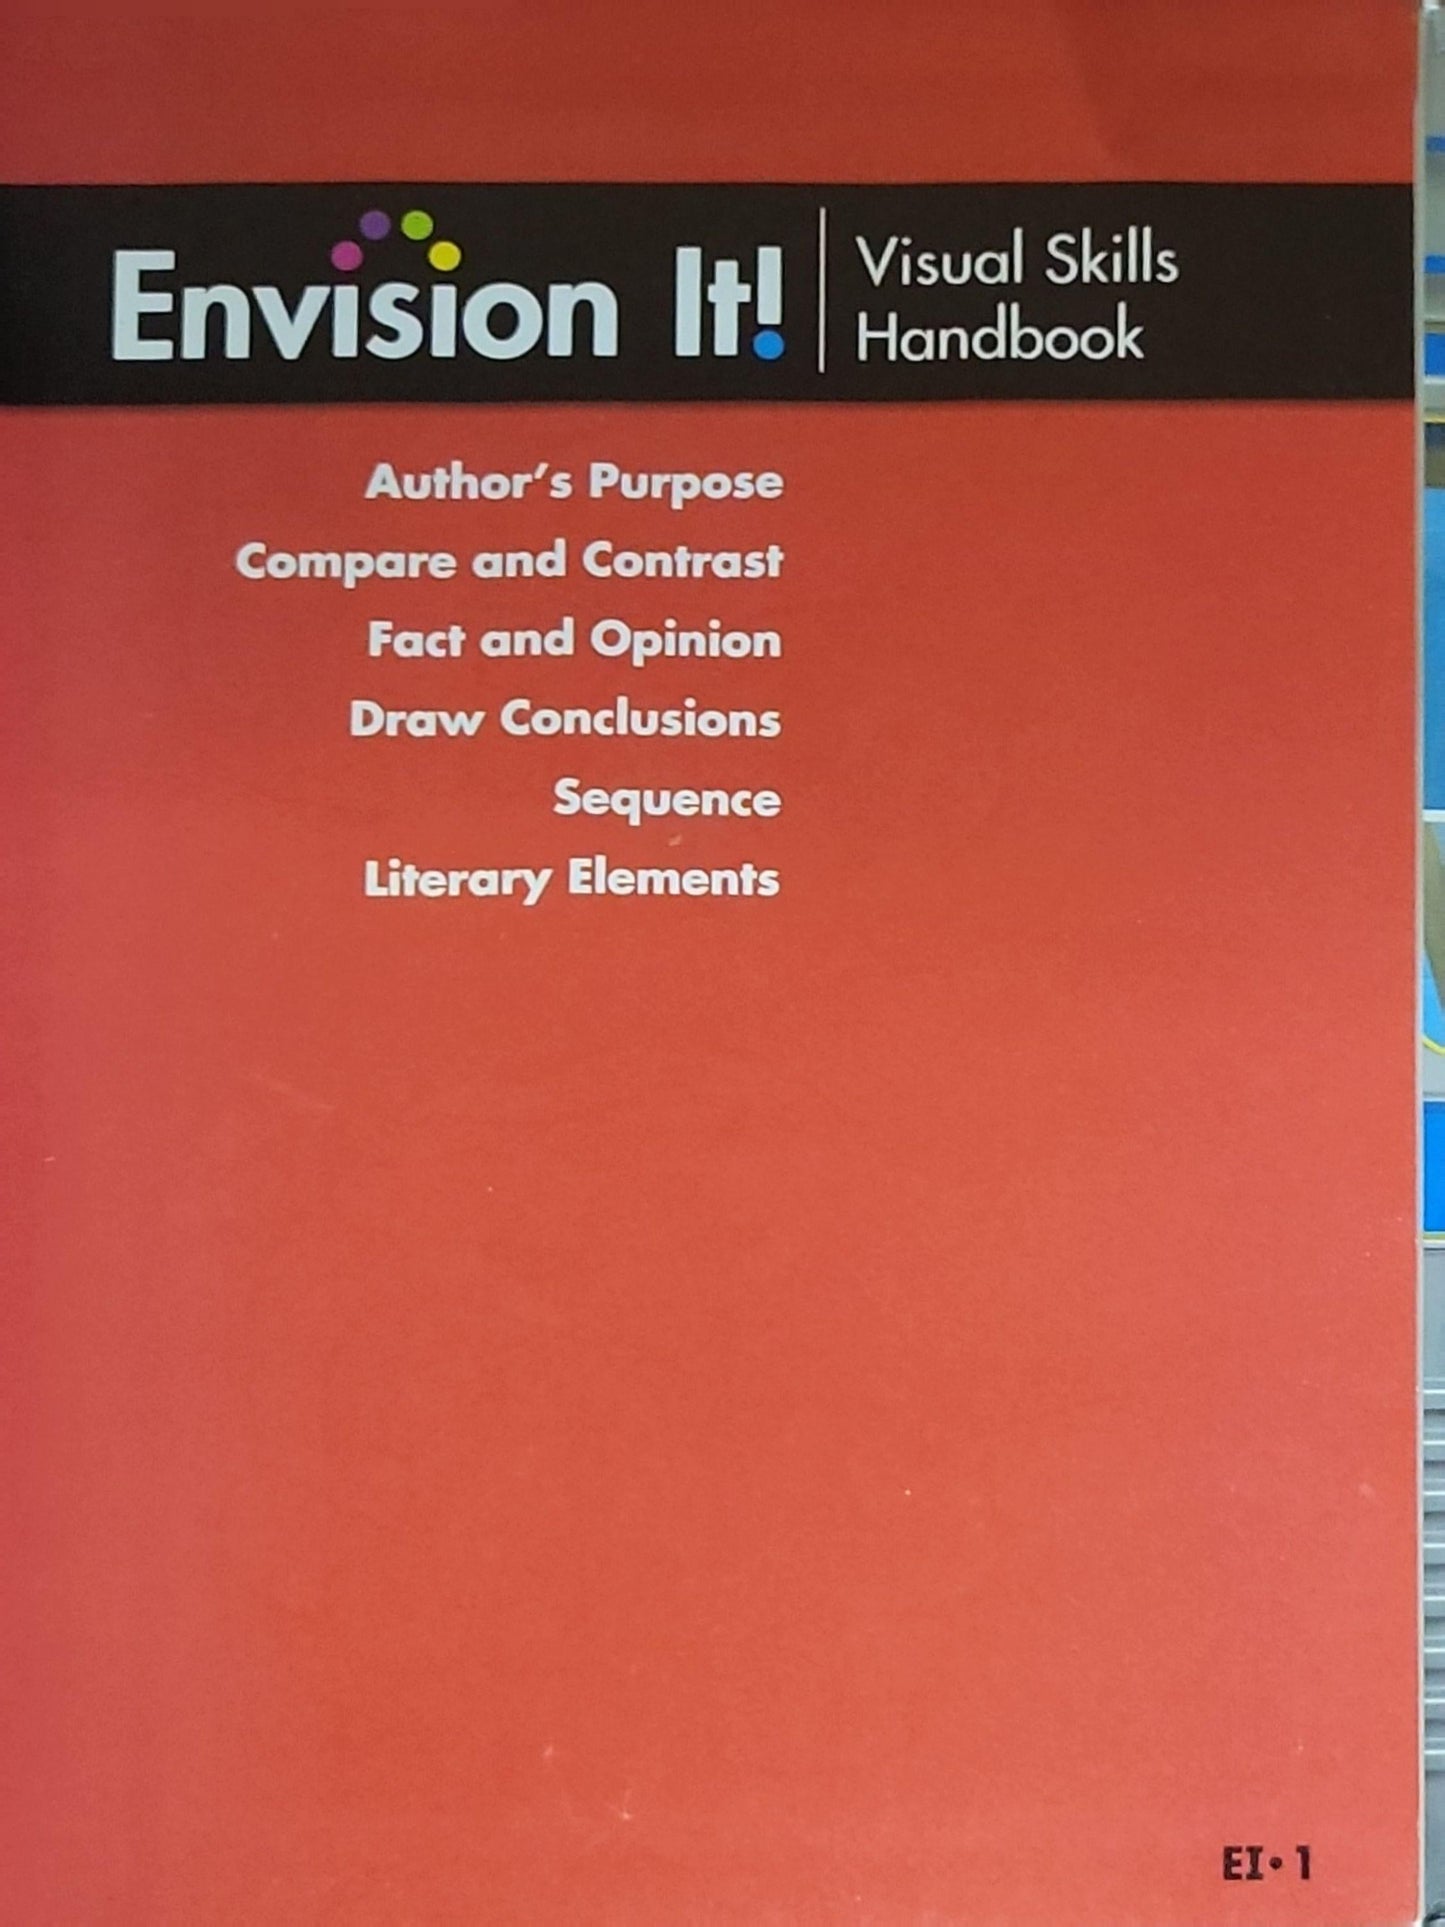 Envision It!
Visual Skills
Handbook
Author's Purpose
Compare and Contrast
Fact and Opinion
Draw Conclusions
Sequence
Literary Elements
EI• 1